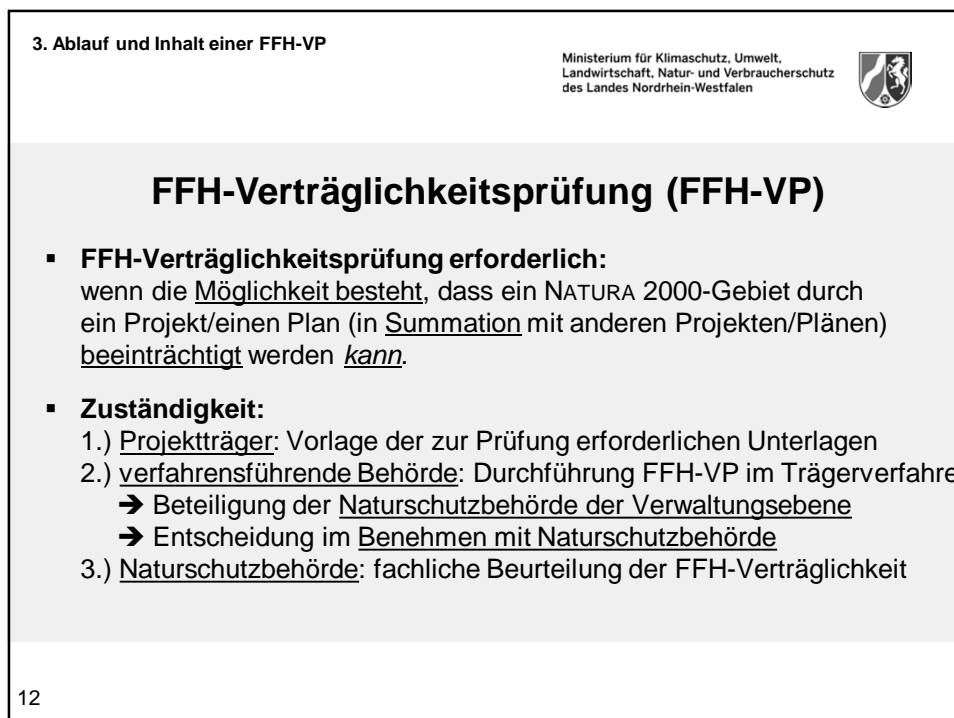 3. Ablauf und Inhalt einer FFH-VP
Ministerium für Klimaschutz, Umwelt,
Landwirtschaft, Natur- und Verbraucherschutz
des Landes Nordrhein-Westfalen
FFH-Verträglichkeitsprüfung (FFH-VP)
▪ FFH-Verträglichkeitsprüfung erforderlich:
wenn die Möglichkeit besteht, dass ein NATURA 2000-Gebiet durch
ein Projekt/einen Plan (in Summation mit anderen Projekten/Plänen)
beeinträchtigt werden kann.
▪ Zuständigkeit:
1.) Projektträger: Vorlage der zur Prüfung erforderlichen Unterlagen
2.) verfahrensführende Behörde: Durchführung FFH-VP im Trägerverfahre
➔ Beteiligung der Naturschutzbehörde der Verwaltungsebene
➔ Entscheidung im Benehmen mit Naturschutzbehörde
3.) Naturschutzbehörde: fachliche Beurteilung der FFH-Verträglichkeit
12